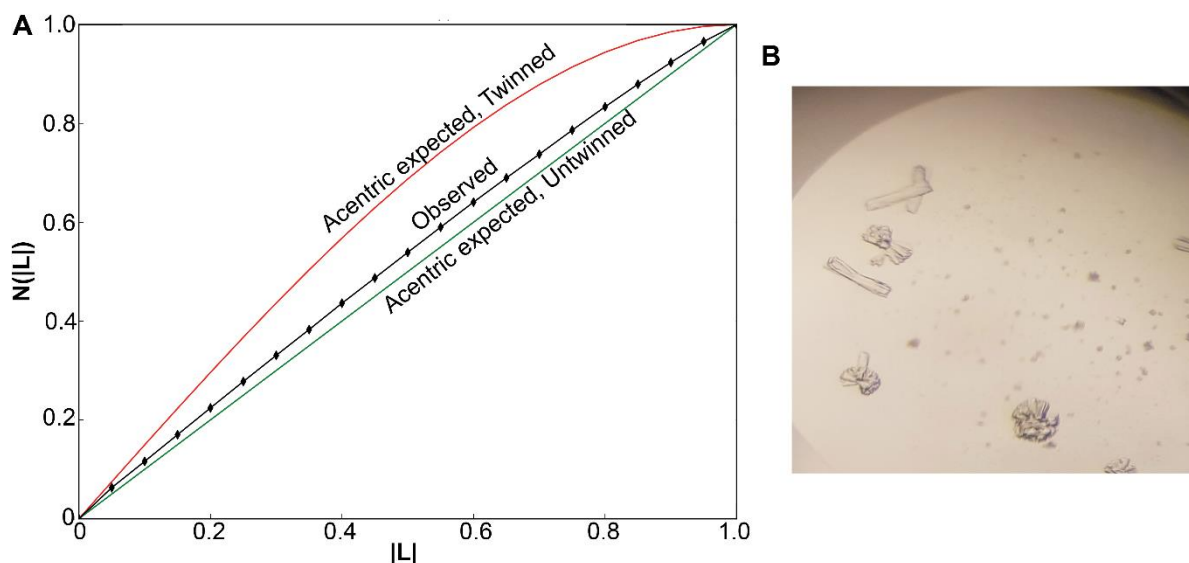 A
1.0
0.8
0.6
0.4
0.2
0
N(|L|)
Acentric expected, Twinned
Observed
Acentric expected, Untwinned
0
0.2
0.4
0.6
0.8
1.0
|L|
B